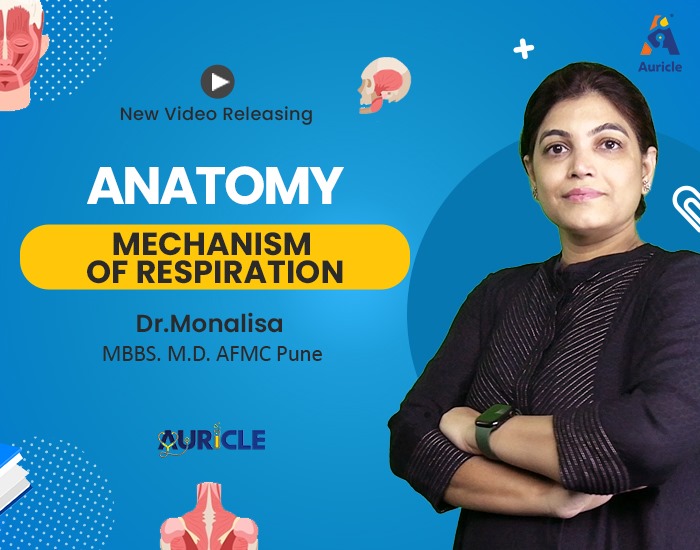 Auricle
New Video Releasing
ANATOMY
MECHANISM
OF RESPIRATION
Dr.Monalisa
MBBS. M.D. AFMC Pune
AURICLE